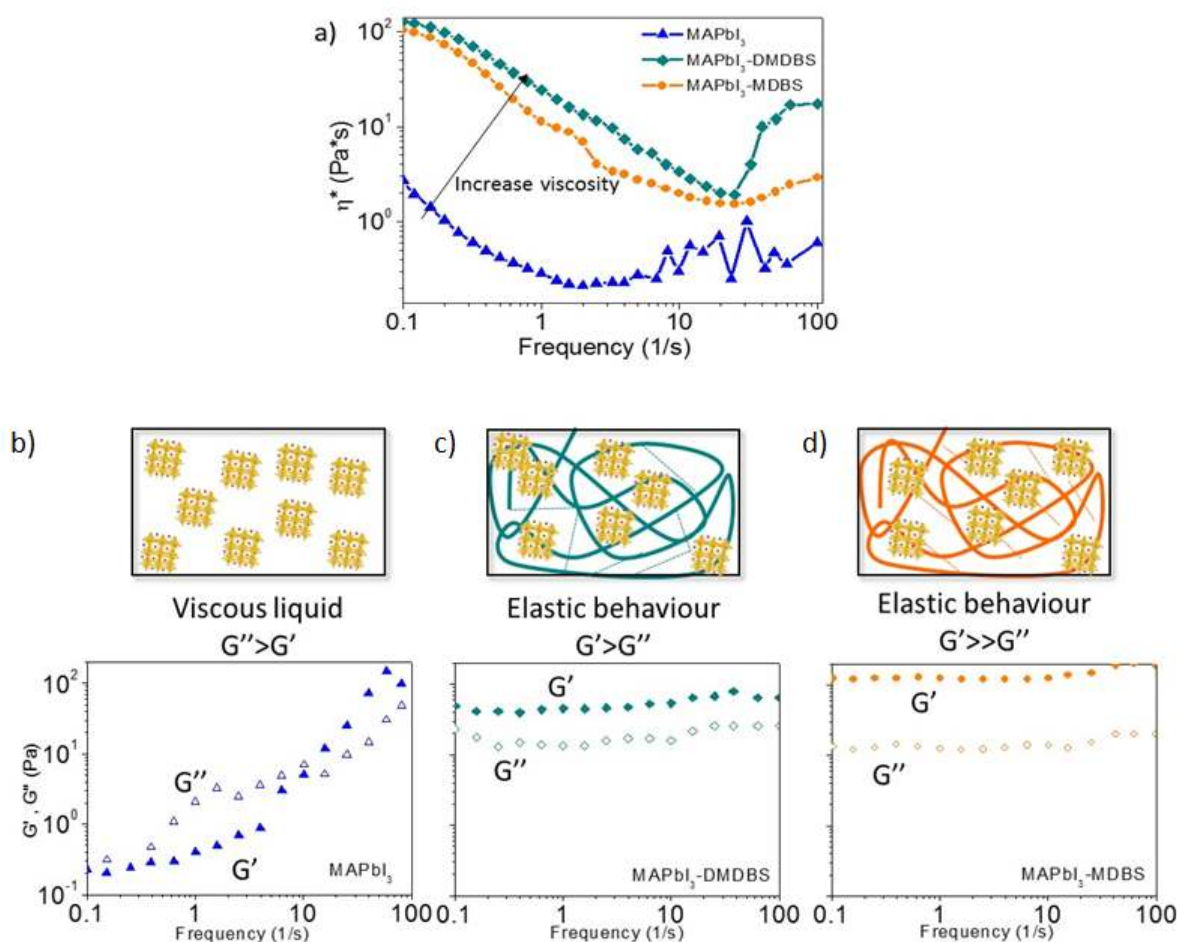 a)
10²
10¹
10⁰
η* (Pa*s)
MAPbI₃
MAPbI₃-DMDBS
MAPbI₃-MDBS
Increase viscosity
0.1 1 10 100
Frequency (1/s)
b)
Viscous liquid
G''>G'
10²
10¹
10⁰
10⁻¹
G', G'' (Pa)
G''
G'
MAPbI₃
0.1 1 10 100
Frequency (1/s)
c)
Elastic behaviour
G'>G''
G'
G''
MAPbI₃-DMDBS
0.1 1 10 100
Frequency (1/s)
d)
Elastic behaviour
G'>>G''
G'
G''
MAPbI₃-MDBS
0.1 1 10 100
Frequency (1/s)